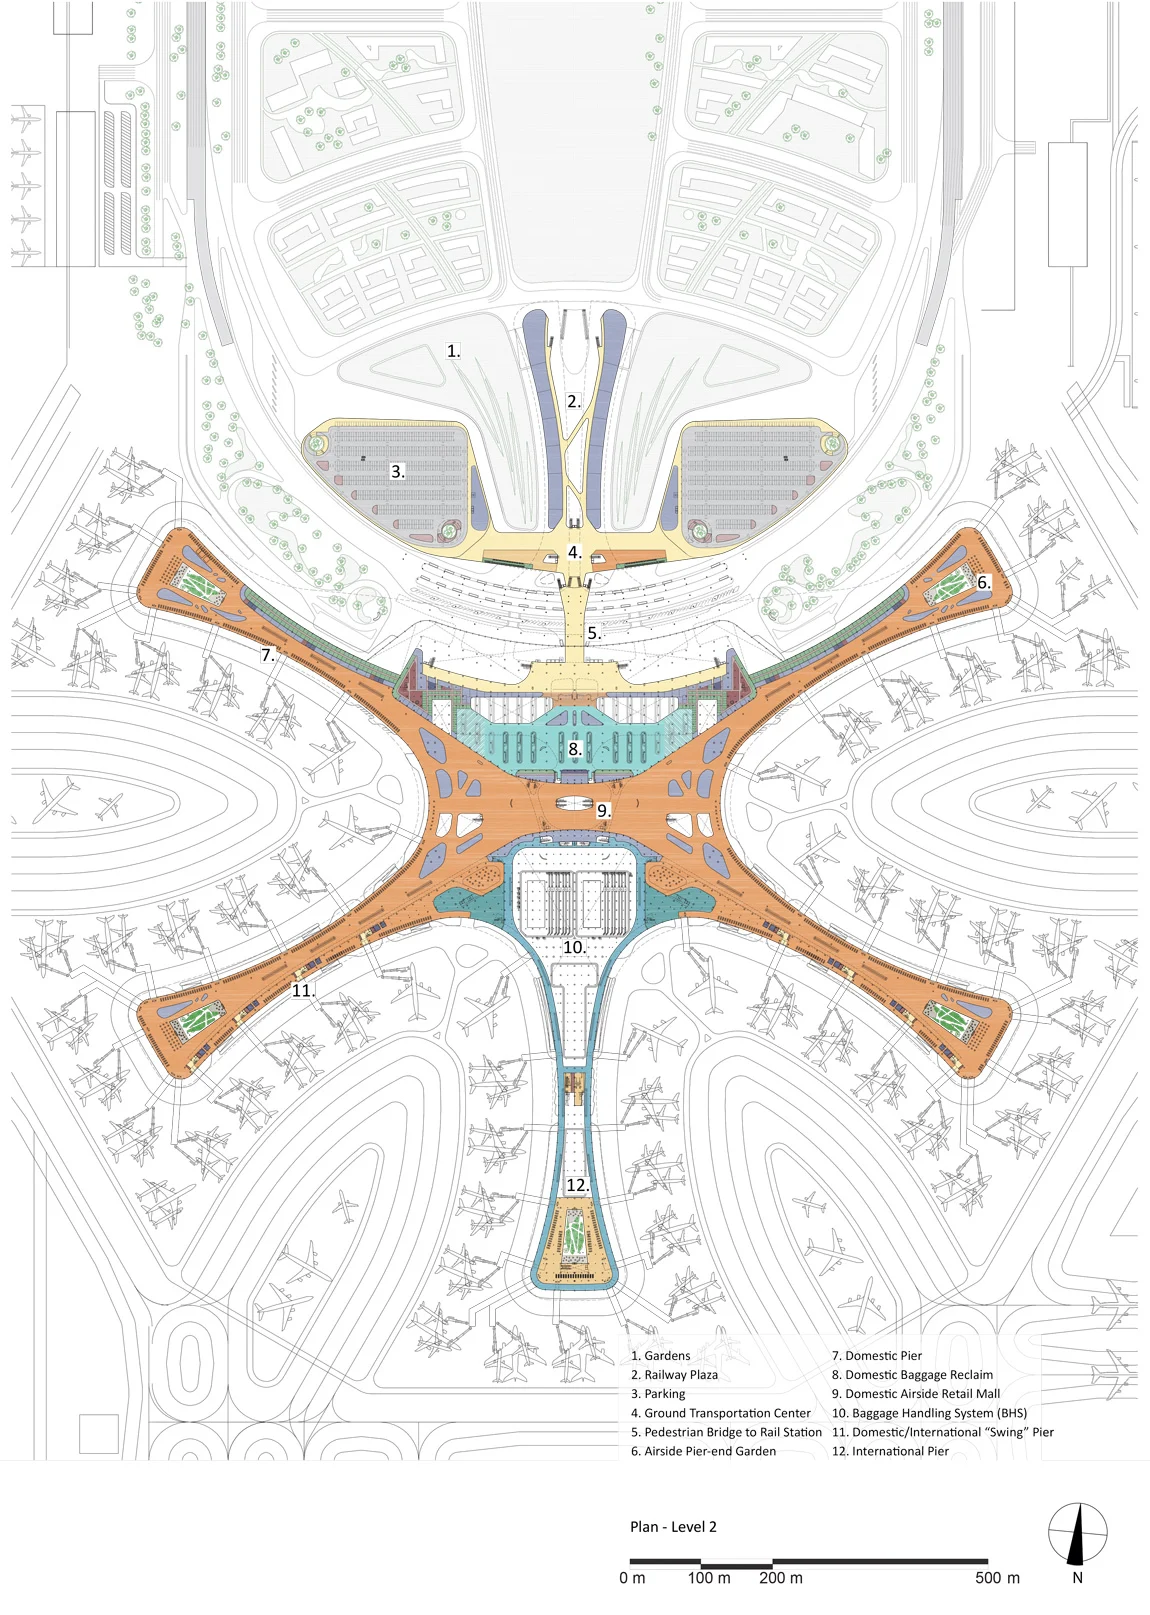 1.
2.
3.
4.
5.
6.
7.
8.
9.
10.
11.
12.
1. Gardens
2. Railway Plaza
3. Parking
4. Ground Transportation Center
5. Pedestrian Bridge to Rail Station
6. Airside Pier-end Garden
7. Domestic Pier
8. Domestic Baggage Reclaim
9. Domestic Airside Retail Mall
10. Baggage Handling System (BHS)
11. Domestic/International “Swing” Pier
12. International Pier
Plan - Level 2
0 m 100 m 200 m 500 m
N